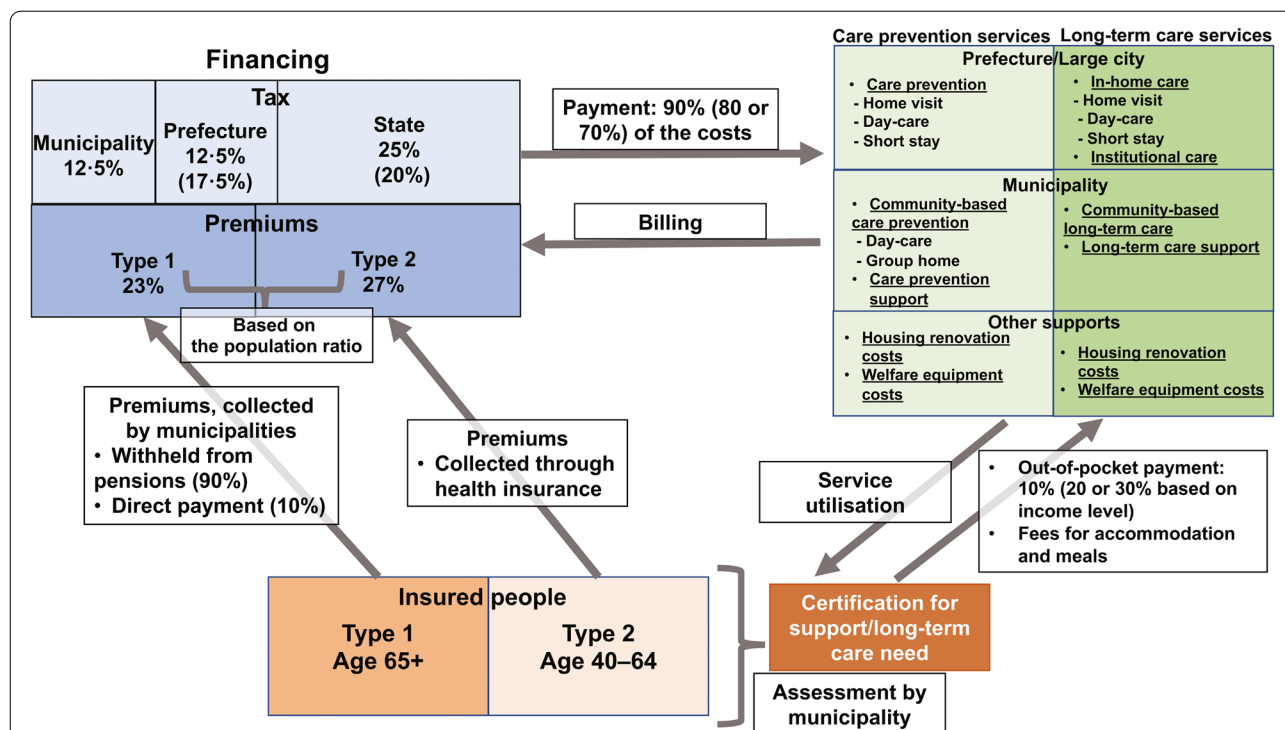 Financing
Tax
Municipality
12·5%
Prefecture
12·5%
(17·5%)
State
25%
(20%)
Premiums
Type 1
23%
Type 2
27%
Based on
the population ratio
Payment: 90% (80 or
70%) of the costs
Billing
Care prevention services
Long-term care services
Prefecture/Large city
• Care prevention
- Home visit
- Day-care
- Short stay
• In-home care
- Home visit
- Day-care
- Short stay
• Institutional care
Municipality
• Community-based
care prevention
- Day-care
- Group home
• Care prevention
support
• Community-based
long-term care
• Long-term care support
Other supports
• Housing renovation
costs
• Welfare equipment
costs
• Housing renovation
costs
• Welfare equipment costs
Premiums, collected
by municipalities
• Withheld from
pensions (90%)
• Direct payment (10%)
Premiums
• Collected through
health insurance
Service
utilisation
• Out-of-pocket payment:
10% (20 or 30% based on
income level)
• Fees for accommodation
and meals
Insured people
Type 1
Age 65+
Type 2
Age 40–64
Certification for
support/long-term
care need
Assessment by
municipality